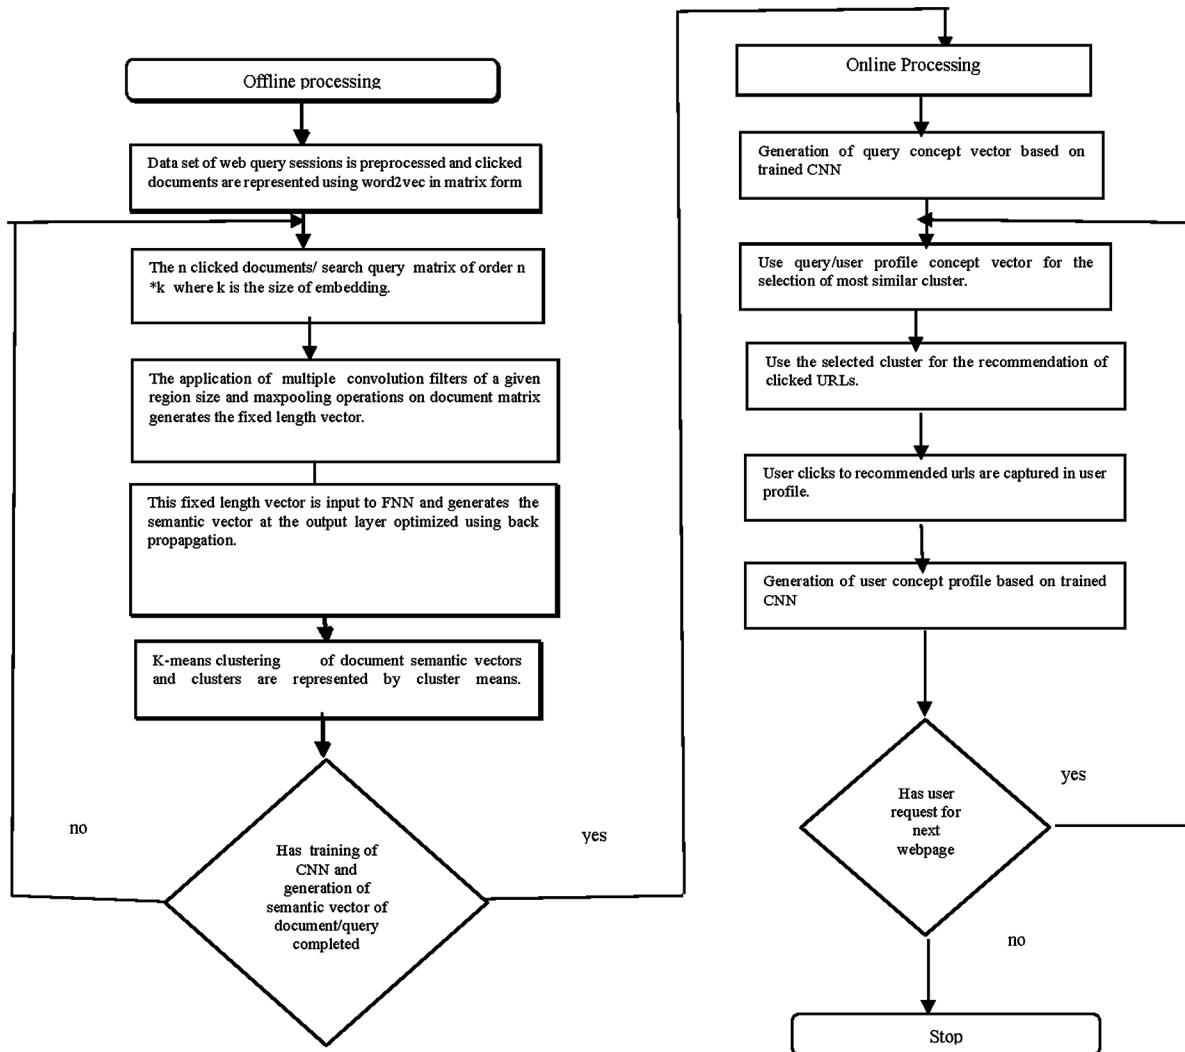 Offline processing
Data set of web query sessions is preprocessed and clicked
documents are represented using word2vec in matrix form
The n clicked documents/ search query matrix of order n
*k where k is the size of embedding.
The application of multiple convolution filters of a given
region size and maxpooling operations on document matrix
generates the fixed length vector.
This fixed length vector is input to FNN and generates the
semantic vector at the output layer optimized using back
propapgation.
K-means clustering of document semantic vectors
and clusters are represented by cluster means.
no
yes
Has training of
CNN and
generation of
semantic vector of
document/query
completed
Online Processing
Generation of query concept vector based on
trained CNN
Use query/user profile concept vector for the
selection of most similar cluster.
Use the selected cluster for the recommendation of
clicked URLs.
User clicks to recommended urls are captured in user
profile.
Generation of user concept profile based on trained
CNN
yes
Has user
request for
next
webpage
no
Stop